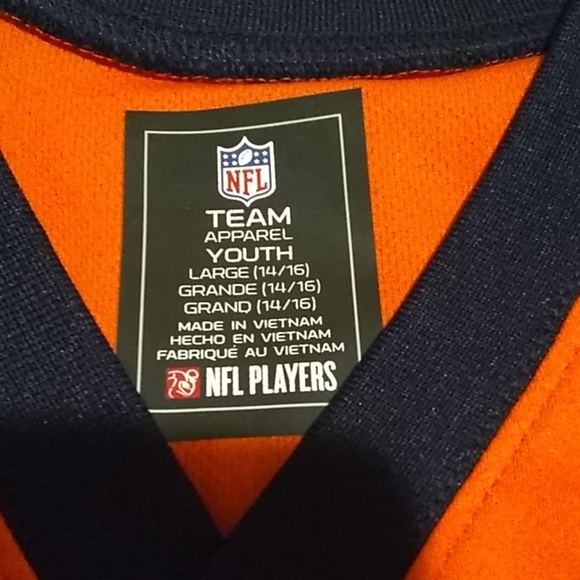 NFL
TEAM
APPAREL
YOUTH
LARGE (14/16)
GRANDE (14/16)
GRAND (14/16)
MADE IN VIETNAM
HECHO EN VIETNAM
FABRIQUÉ AU VIETNAM
NFL PLAYERS